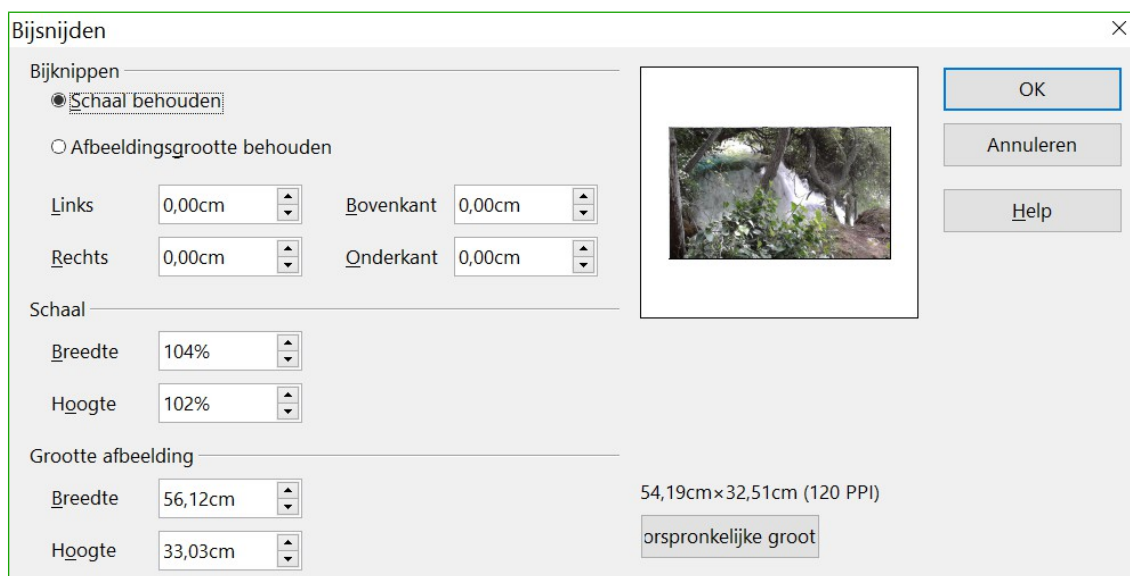 Bijsnijden
Bijknippen
Schaal behouden
Afbeeldingsgrootte behouden
Links 0,00cm Bovenkant 0,00cm
Rechts 0,00cm Onderkant 0,00cm
Schaal
Breedte 104%
Hoogte 102%
Grootte afbeelding
Breedte 56,12cm
Hoogte 33,03cm
54,19cm×32,51cm (120 PPI)
orspronkelijke groot
OK
Annuleren
Help